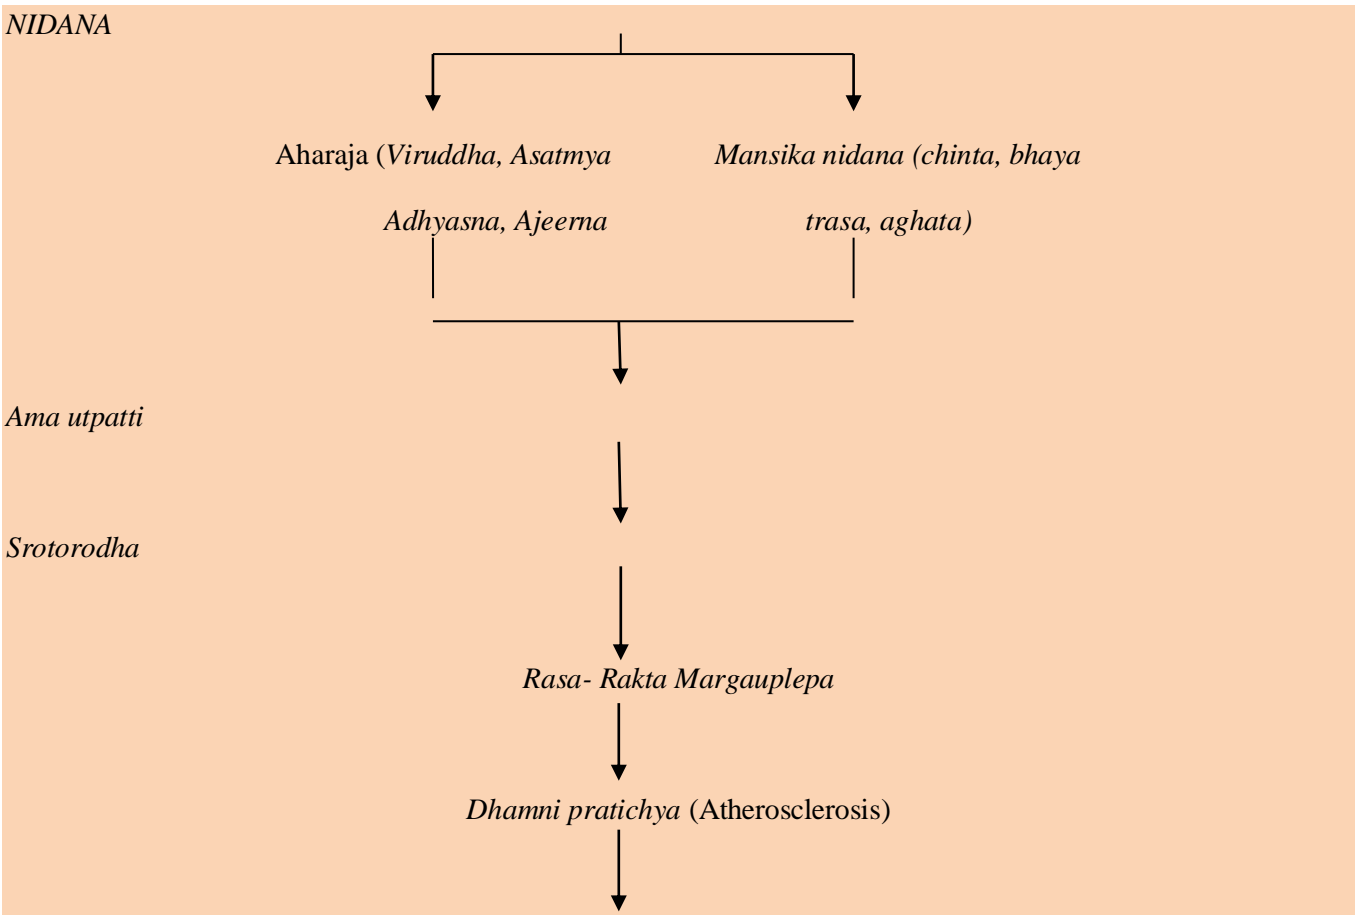 NIDANA
Aharaja (Viruddha, Asatmya
Adhyasna, Ajeerna
Mansika nidana (chinta, bhaya
trasa, aghata)
Ama utpatti
Srotorodha
Rasa- Rakta Margauplepa
Dhamni pratichya (Atherosclerosis)